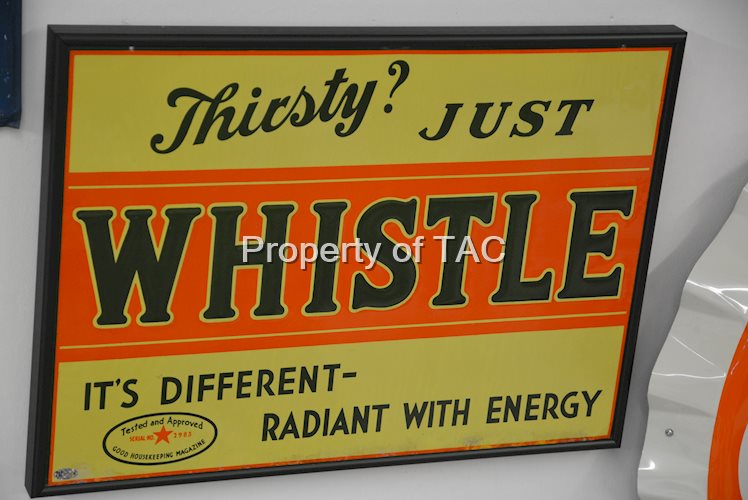 Thirsty? JUST
WHISTLE
Property of TAC
IT'S DIFFERENT-
RADIANT WITH ENERGY
Tested and Approved
SERIAL NO. 2983
GOOD HOUSEKEEPING MAGAZINE